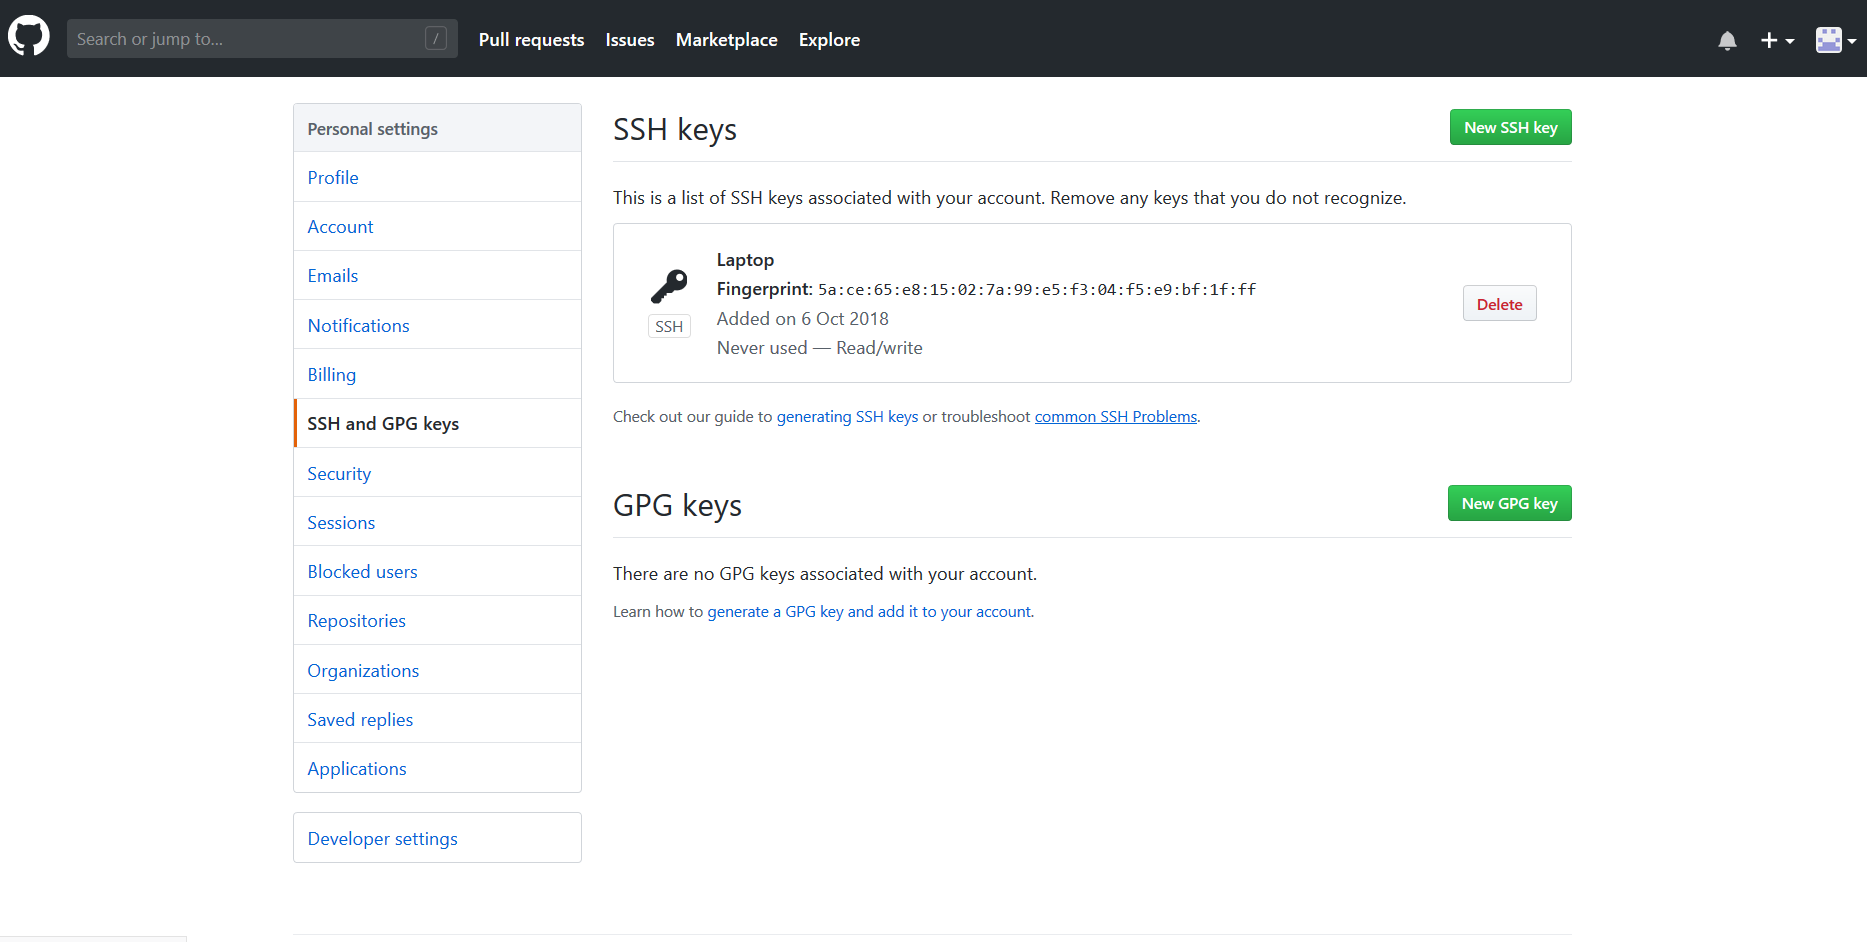 Search or jump to...
/
Pull requests
Issues
Marketplace
Explore
Personal settings
Profile
Account
Emails
Notifications
Billing
SSH and GPG keys
Security
Sessions
Blocked users
Repositories
Organizations
Saved replies
Applications
Developer settings
SSH keys
New SSH key
This is a list of SSH keys associated with your account. Remove any keys that you do not recognize.
SSH
Laptop
Fingerprint: 5a:ce:65:e8:15:02:7a:99:e5:f3:04:f5:e9:bf:1f:ff
Added on 6 Oct 2018
Never used — Read/write
Delete
Check out our guide to generating SSH keys or troubleshoot common SSH Problems.
GPG keys
New GPG key
There are no GPG keys associated with your account.
Learn how to generate a GPG key and add it to your account.